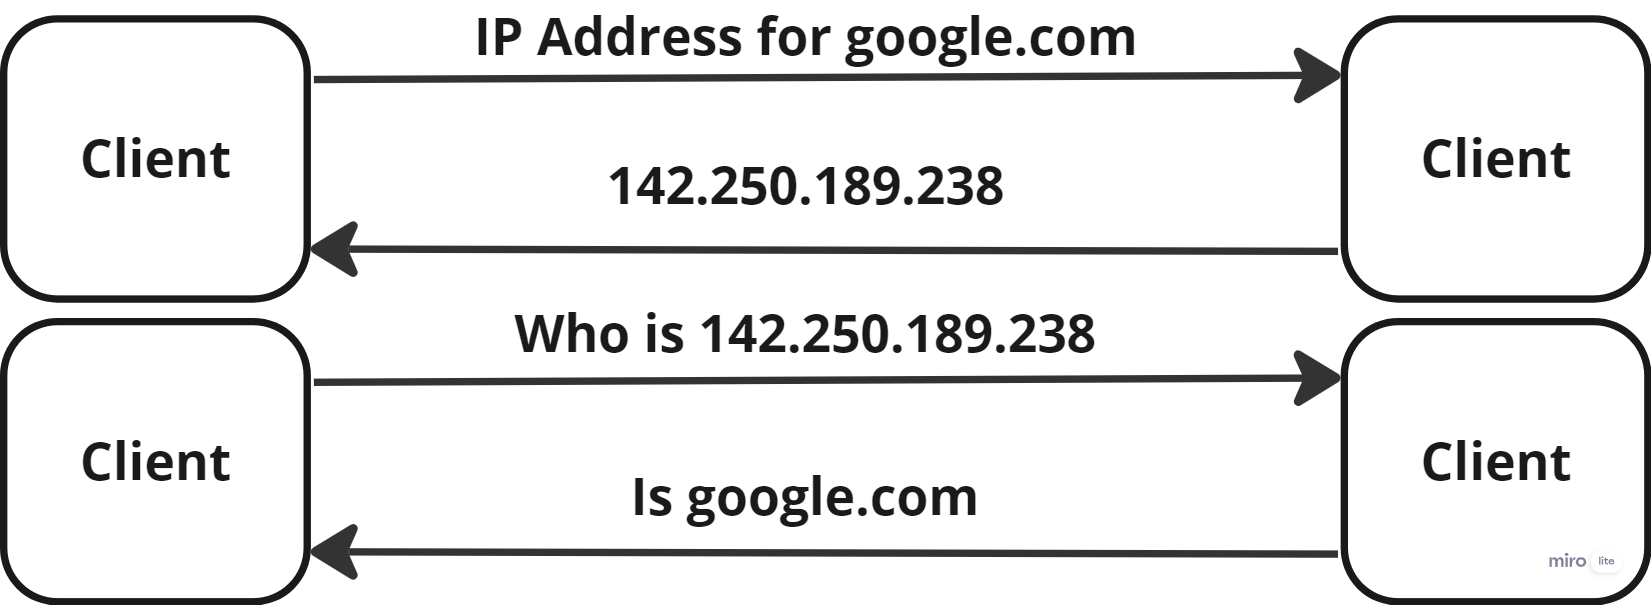 IP Address for google.com
Client
Client
142.250.189.238
Who is 142.250.189.238
Client
Client
Is google.com
miro lite